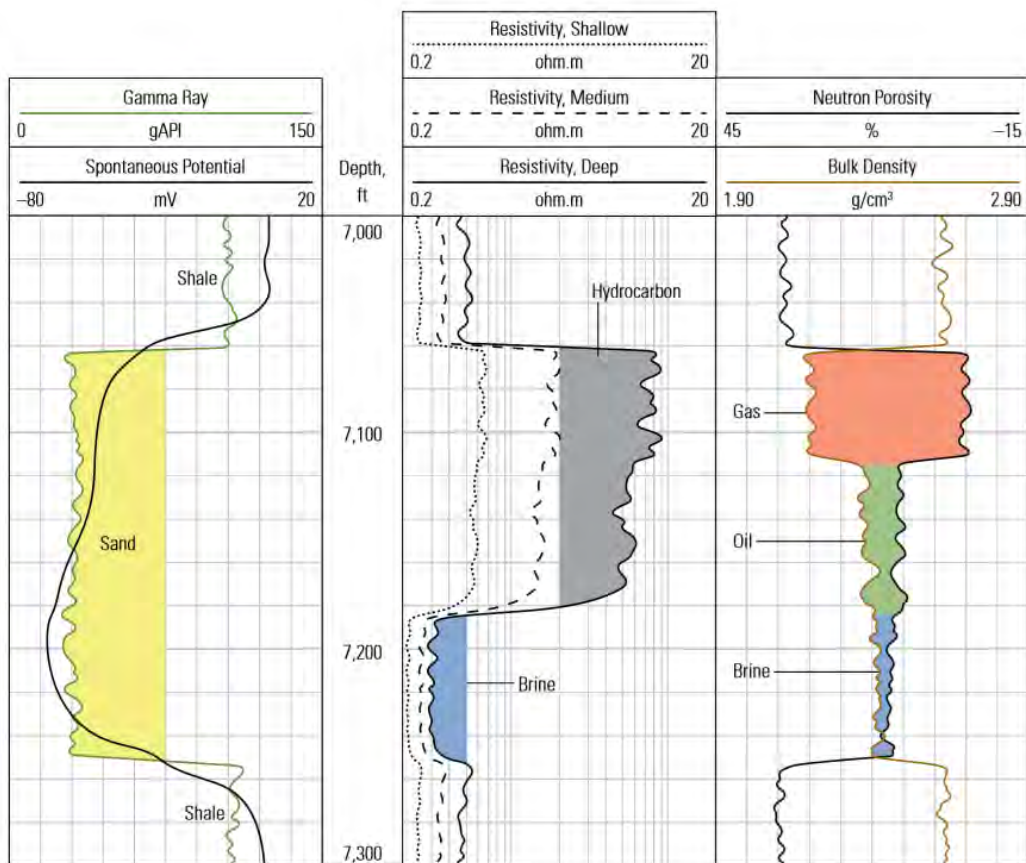 Resistivity, Shallow
0.2 ohm.m 20
Gamma Ray
0 gAPI 150
Resistivity, Medium
0.2 ohm.m 20
Neutron Porosity
45 % –15
Spontaneous Potential
–80 mV 20
Depth,
ft
Resistivity, Deep
0.2 ohm.m 20
Bulk Density
1.90 g/cm³ 2.90
7,000
Shale
Hydrocarbon
Gas
7,100
Sand
Oil
7,200
Brine
Brine
Shale
7,300